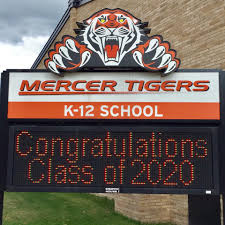 MERCER TIGERS
K-12 SCHOOL
Congratulations
Class of 2020